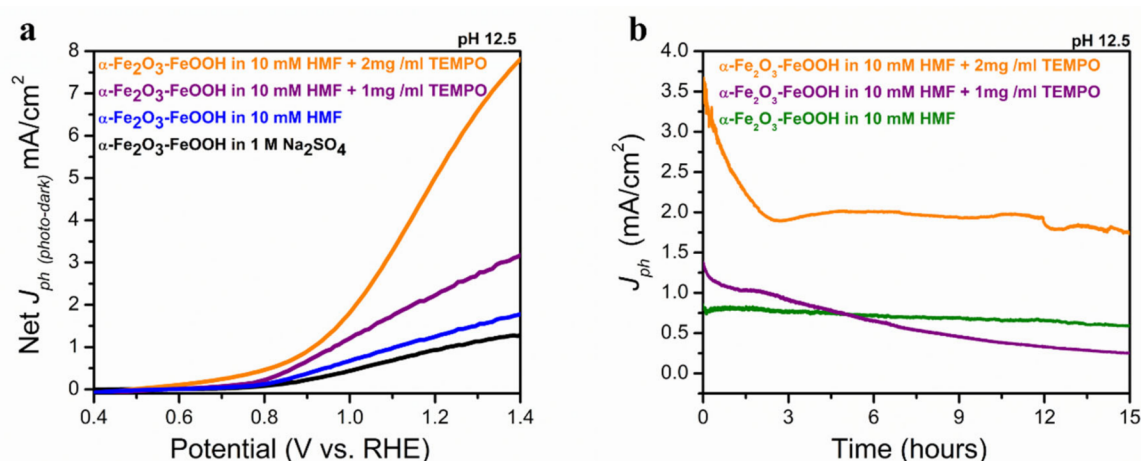 a
pH 12.5
α-Fe₂O₃-FeOOH in 10 mM HMF + 2mg /ml TEMPO
α-Fe₂O₃-FeOOH in 10 mM HMF + 1mg /ml TEMPO
α-Fe₂O₃-FeOOH in 10 mM HMF
α-Fe₂O₃-FeOOH in 1 M Na₂SO₄
Net J ph (photo-dark) mA/cm²
8
7
6
5
4
3
2
1
0
0.4 0.6 0.8 1.0 1.2 1.4
Potential (V vs. RHE)
b
pH 12.5
α-Fe₂O₃-FeOOH in 10 mM HMF + 2mg /ml TEMPO
α-Fe₂O₃-FeOOH in 10 mM HMF + 1mg /ml TEMPO
α-Fe₂O₃-FeOOH in 10 mM HMF
J ph (mA/cm²)
4.0
3.5
3.0
2.5
2.0
1.5
1.0
0.5
0.0
0 3 6 9 12 15
Time (hours)